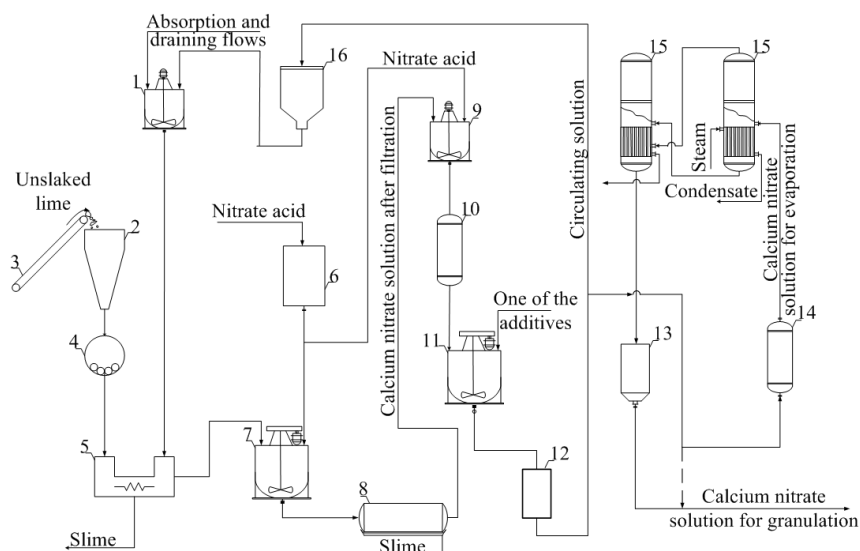 Absorption and
draining flows
1
16
Nitrate acid
9
15
15
Unslaked
lime
3
2
4
Nitrate acid
6
Calcium nitrate solution after filtration
10
Circulating solution
Steam
Condensate
Calcium nitrate
solution for evaporation
One of the
additives
11
13
14
5
7
8
12
Slime
Slime
Calcium nitrate
solution for granulation